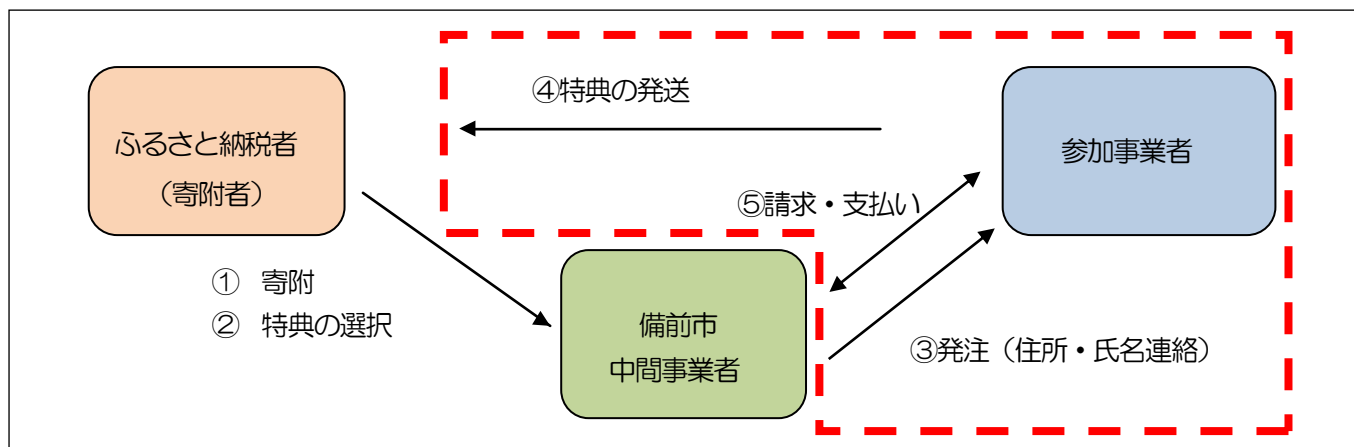 ④特典の発送
ふるさと納税者
（寄附者）
参加事業者
⑤請求・支払い
① 寄附
② 特典の選択
備前市
中間事業者
③発注（住所・氏名連絡）